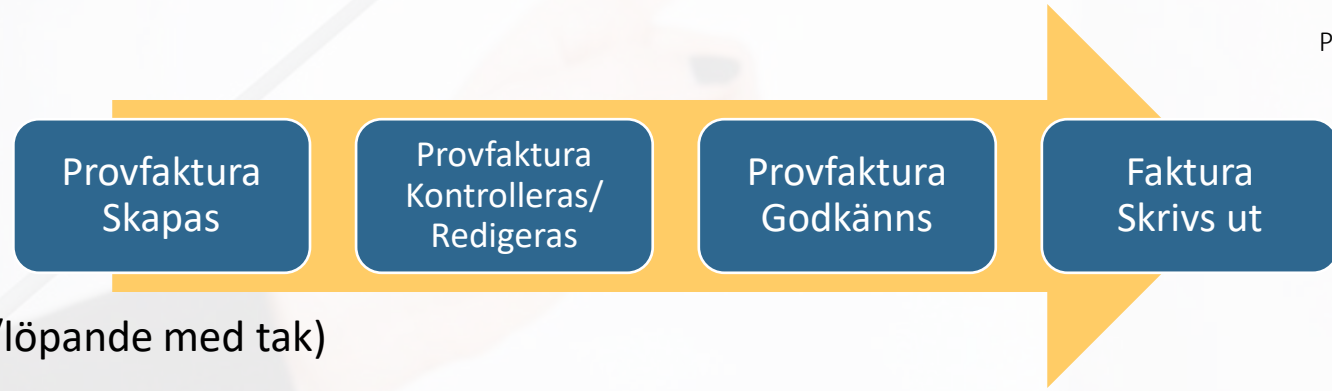 P
Provfaktura
Skapas
Provfaktura
Kontrolleras/
Redigeras
Provfaktura
Godkänns
Faktura
Skrivs ut
/löpande med tak)